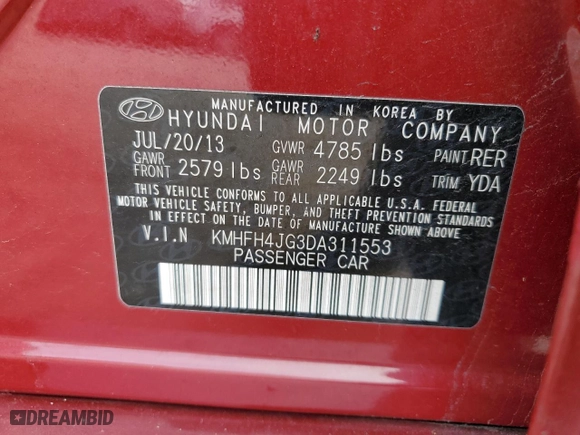 MANUFACTURED IN KOREA BY
HYUNDAI MOTOR COMPANY
JUL/20/13 GVWR 4785 lbs PAINT RER
GAWR FRONT 2579 lbs GAWR REAR 2249 lbs TRIM YDA
THIS VEHICLE CONFORMS TO ALL APPLICABLE U.S.A. FEDERAL
MOTOR VEHICLE SAFETY, BUMPER, AND THEFT PREVENTION STANDARDS
IN EFFECT ON THE DATE OF MANUFACTURE SHOWN ABOVE.
V.I.N KMHFH4JG3DA311553
PASSENGER CAR
DREAMBID